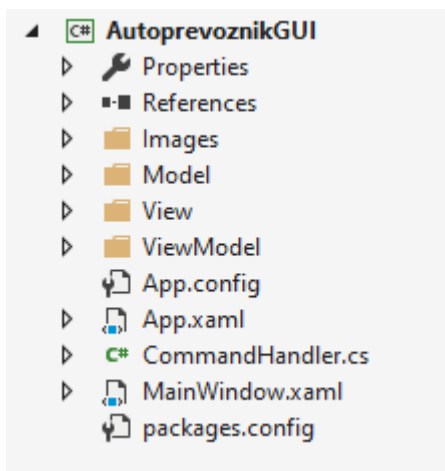 C# AutoprevoznikGUI
Properties
References
Images
Model
View
ViewModel
App.config
App.xaml
C# CommandHandler.cs
MainWindow.xaml
packages.config